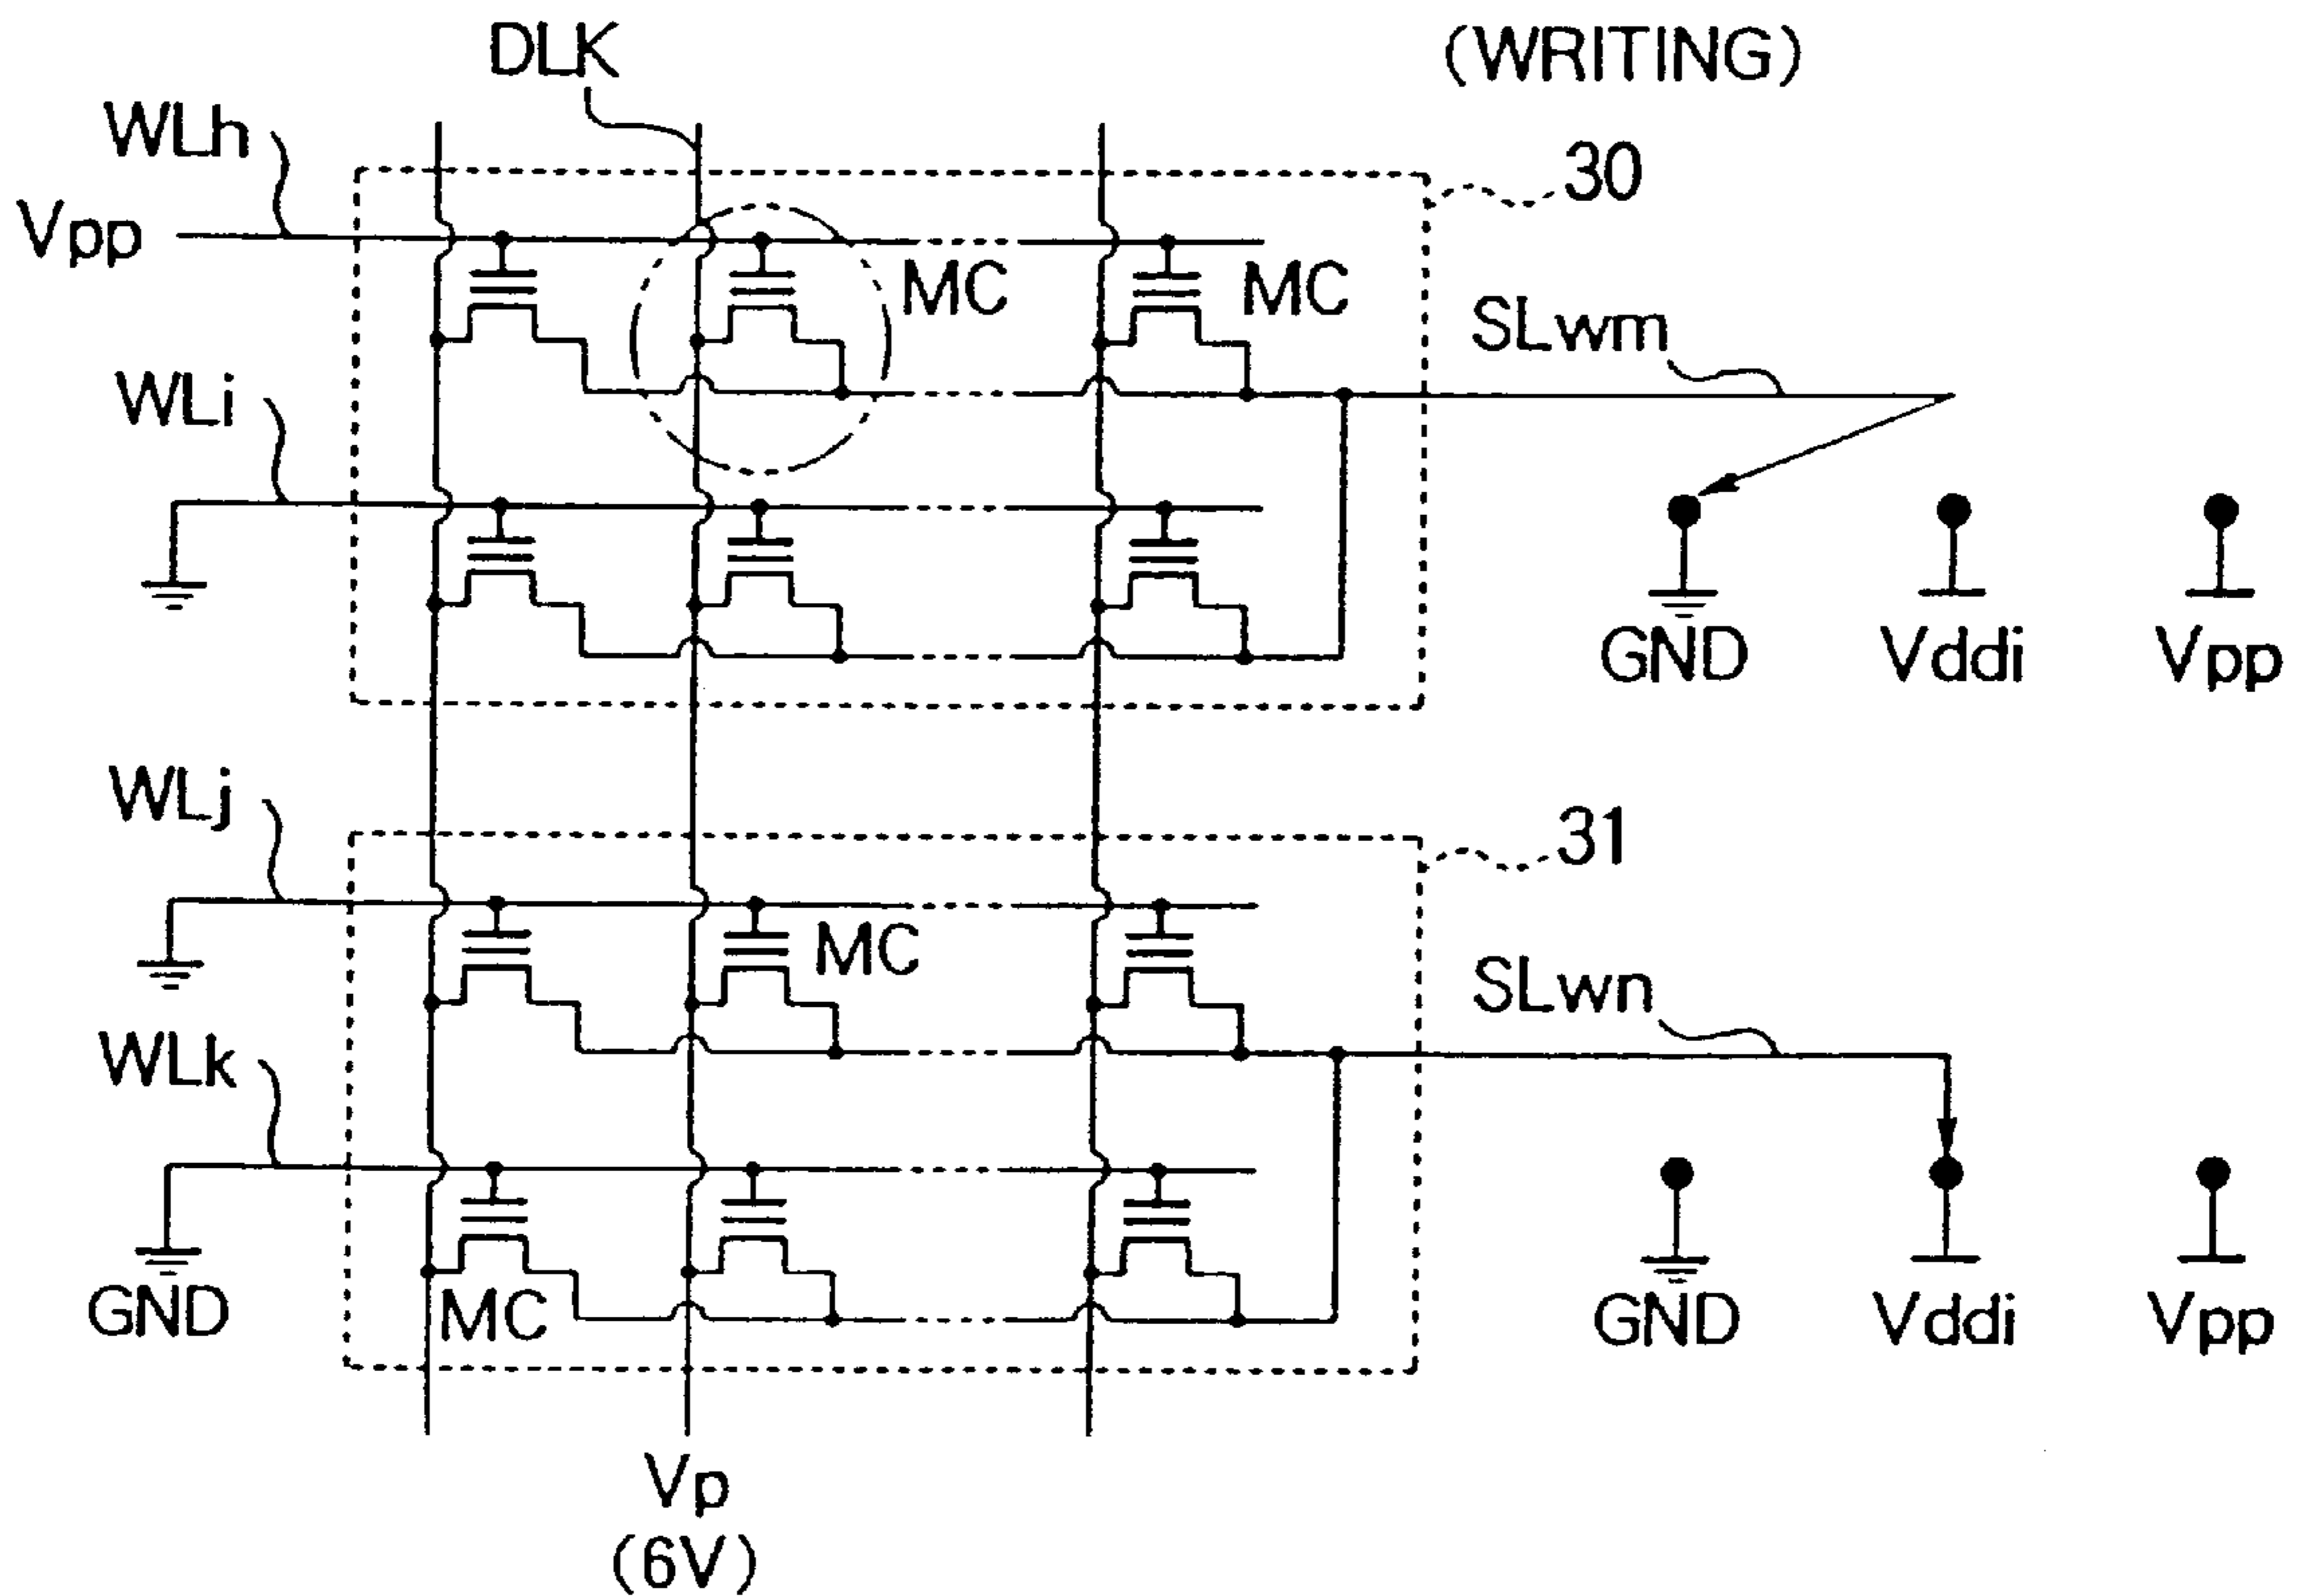 DLK
(WRITING)
WLh
30
Vpp
MC
MC
SLwm
WLi
GND
Vddi
Vpp
WLj
31
MC
SLwn
WLk
GND
MC
GND
Vddi
Vpp
Vp
(6V)